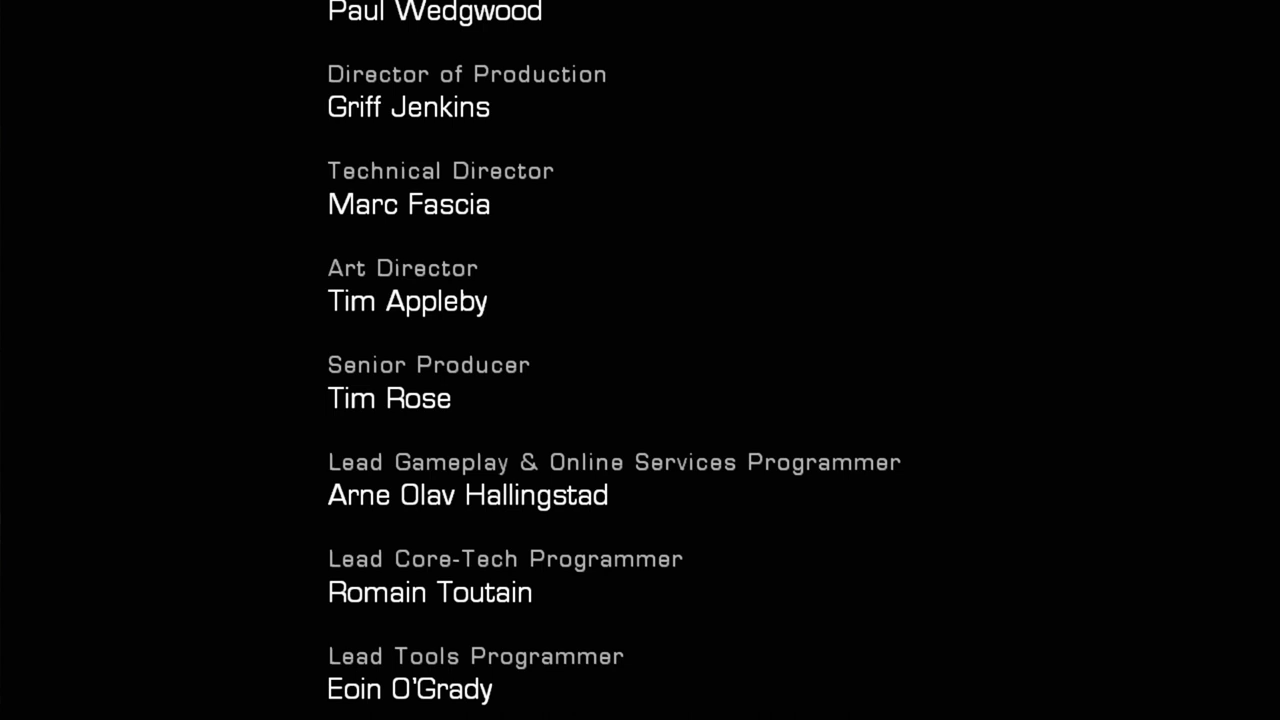 Paul Wedgwood
Director of Production
Griff Jenkins
Technical Director
Marc Fascia
Art Director
Tim Appleby
Senior Producer
Tim Rose
Lead Gameplay & Online Services Programmer
Arne Olav Hallingstad
Lead Core-Tech Programmer
Romain Toutain
Lead Tools Programmer
Eoin O'Grady